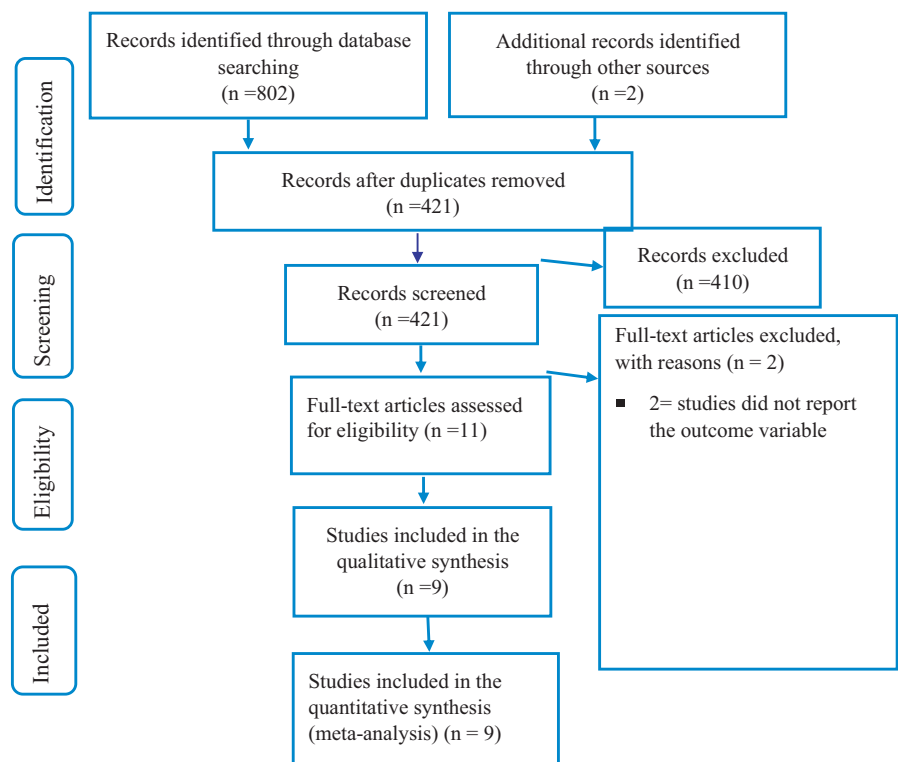 Identification
Records identified through database
searching
(n =802)
Additional records identified
through other sources
(n =2)
Records after duplicates removed
(n =421)
Screening
Records screened
(n =421)
Records excluded
(n =410)
Eligibility
Full-text articles assessed
for eligibility (n =11)
Full-text articles excluded,
with reasons (n = 2)
▪ 2= studies did not report
the outcome variable
Included
Studies included in the
qualitative synthesis
(n =9)
Studies included in the
quantitative synthesis
(meta-analysis) (n = 9)